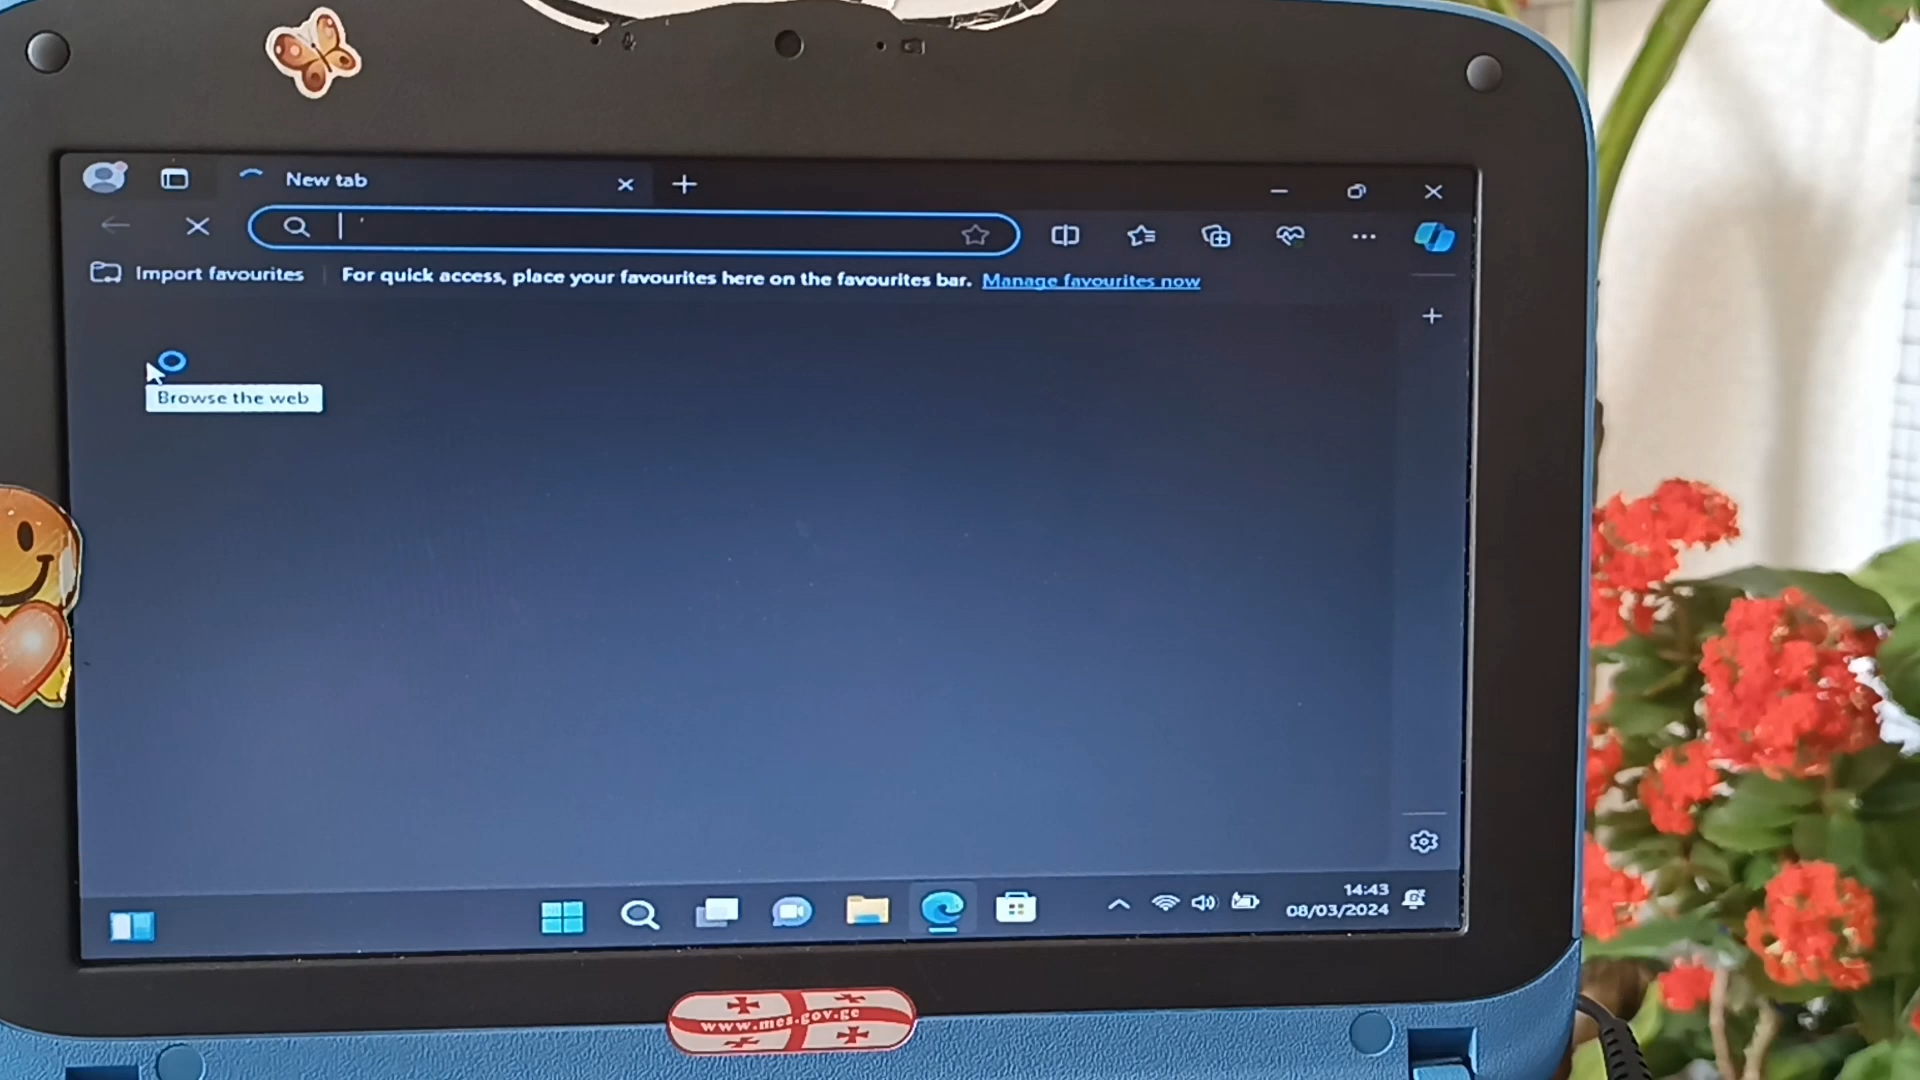 New tab
Import favourites
For quick access, place your favourites here on the favourites bar. Manage favourites now
Browse the web
14:43
08/03/2024
www.mes.gov.ge